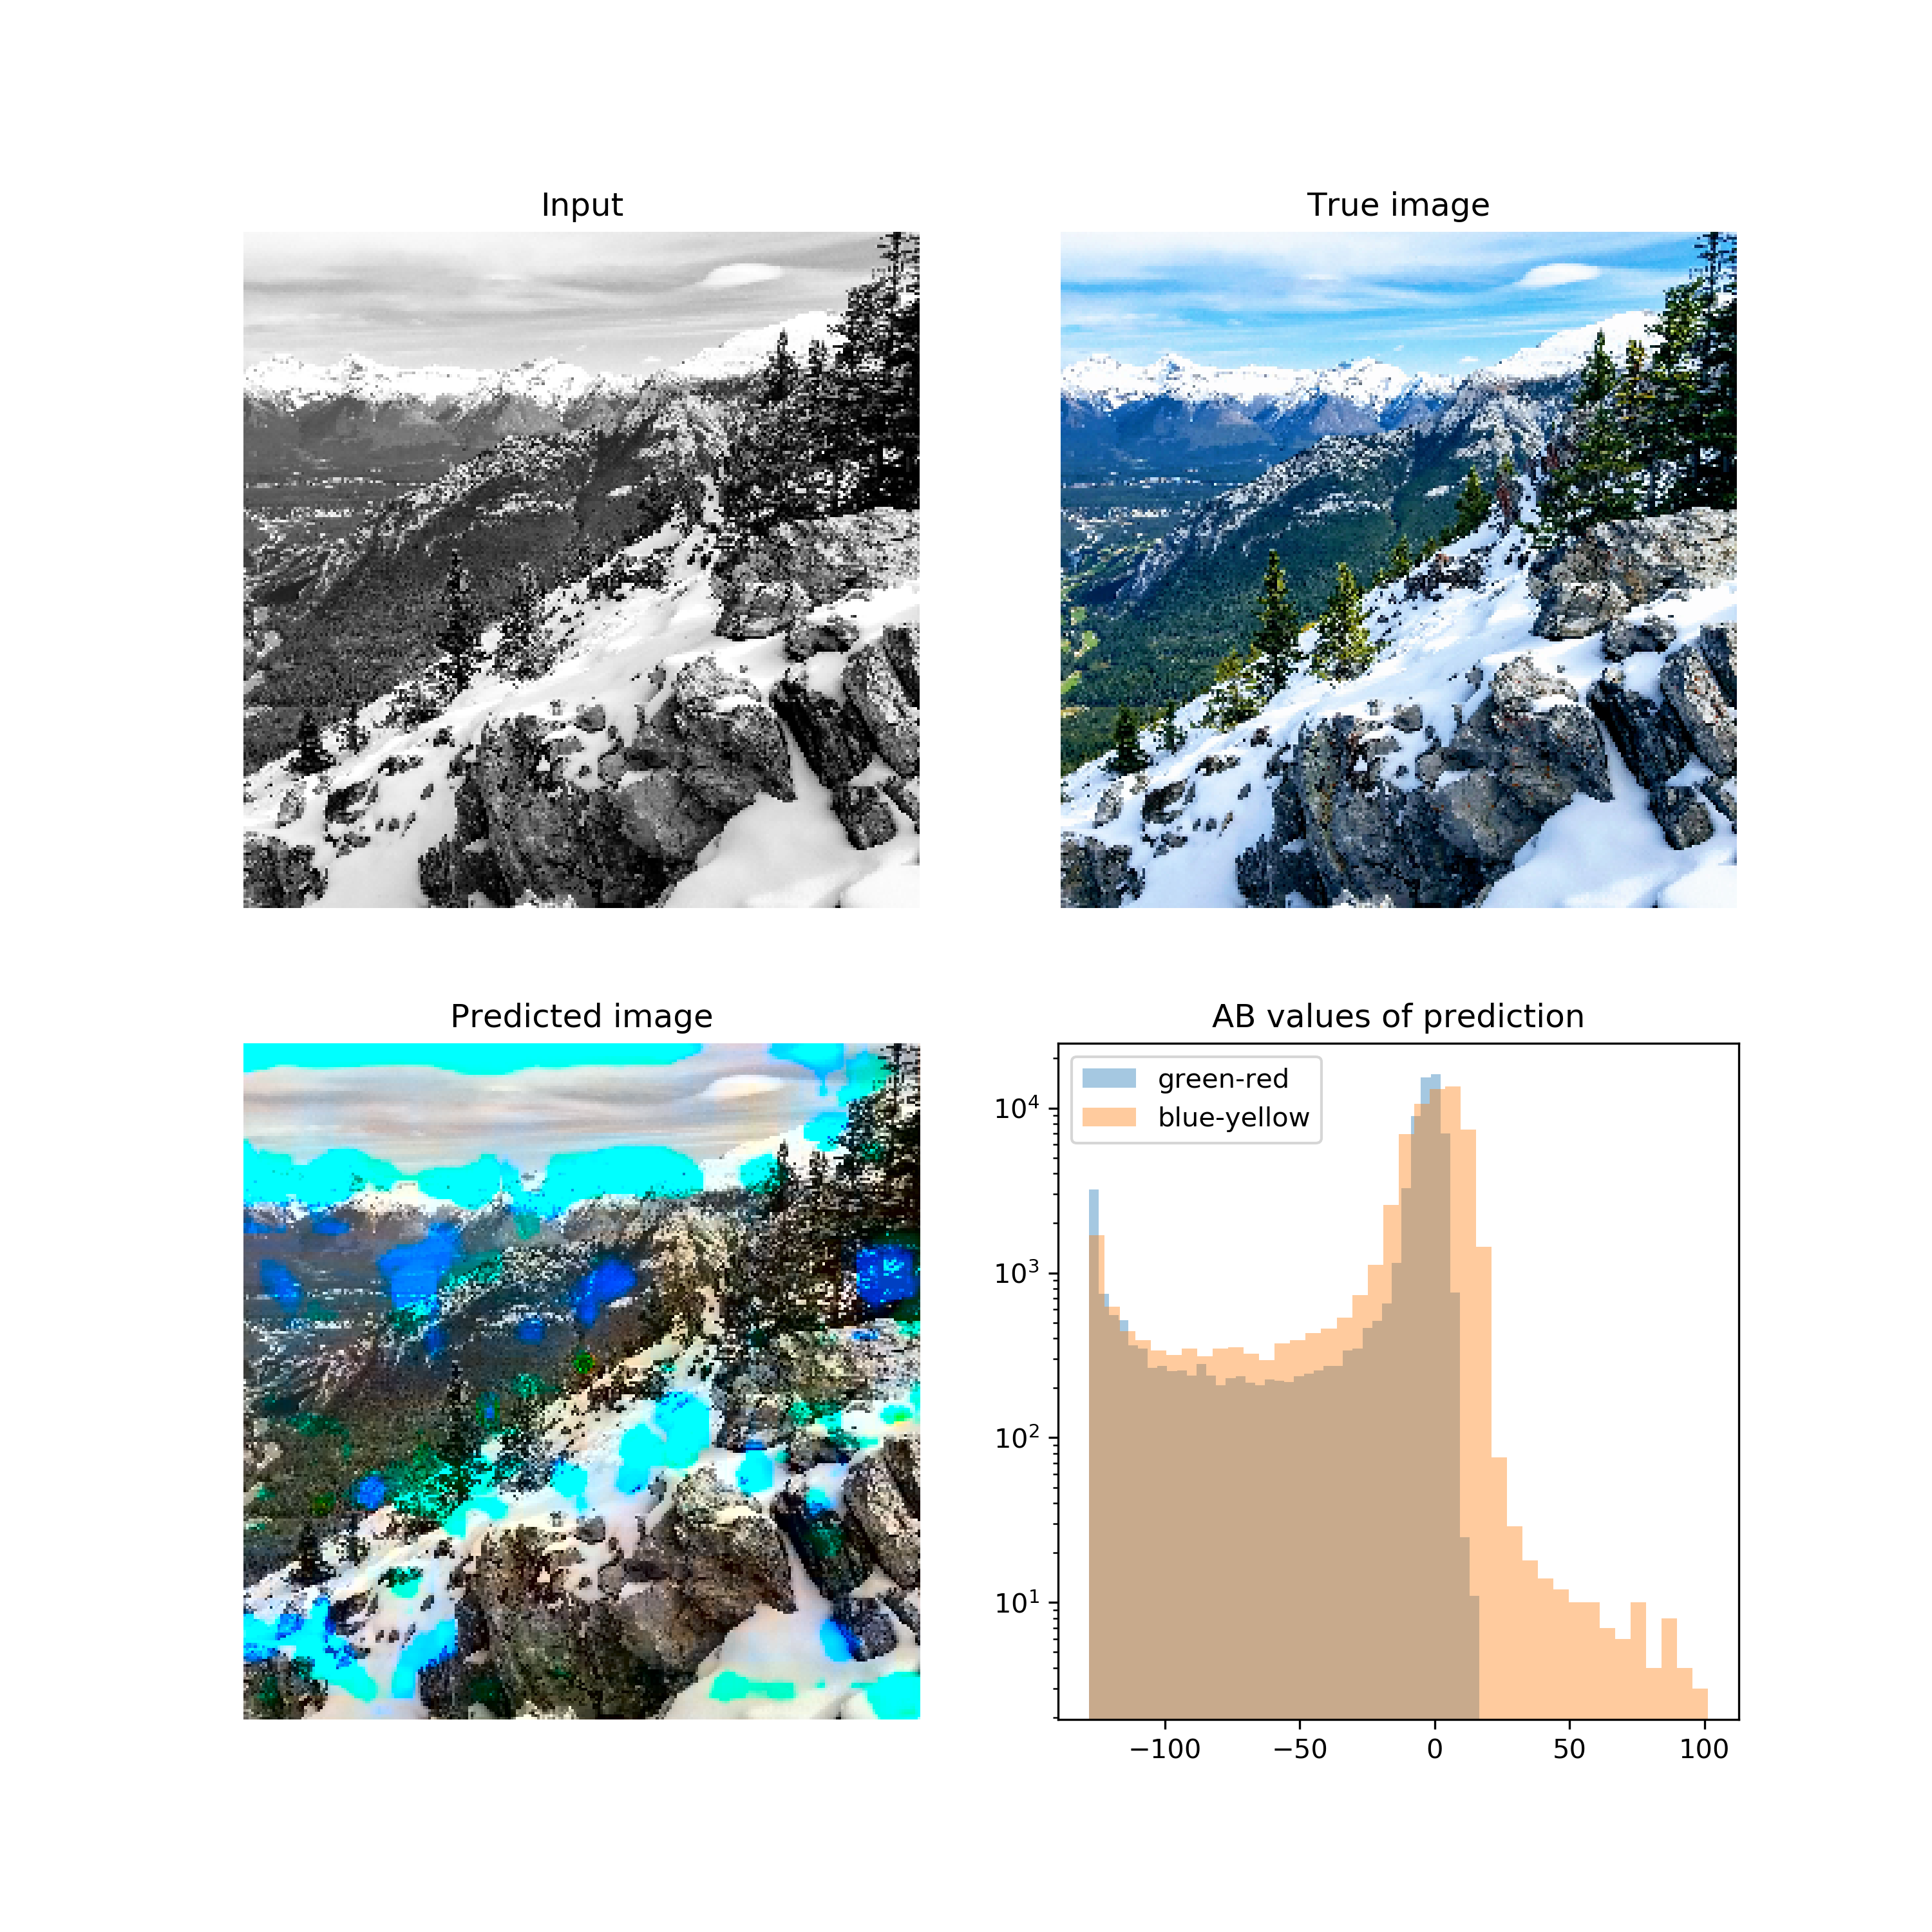 Input
True image
Predicted image
AB values of prediction
green-red
blue-yellow
10⁴
10³
10²
10¹
−100 −50 0 50 100